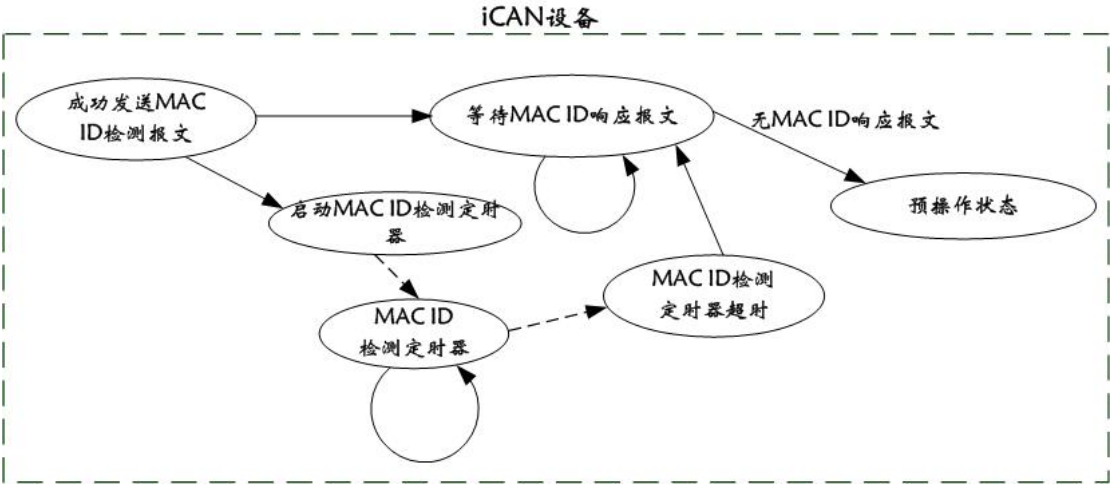 iCAN设备
成功发送MAC
ID检测报文
等待MAC ID响应报文
无MAC ID响应报文
预操作状态
启动MAC ID检测定时
器
MAC ID检测
定时器超时
MAC ID
检测定时器